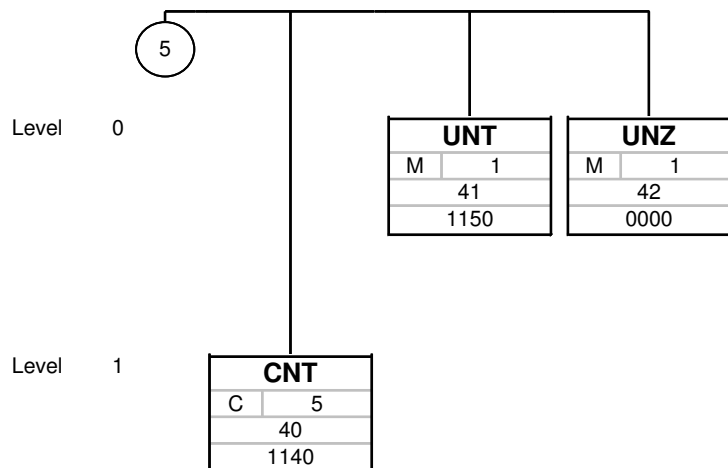 5
Level 0
UNT UNZ
M 1 M 1
41 42
1150 0000
Level 1
CNT
C 5
40
1140